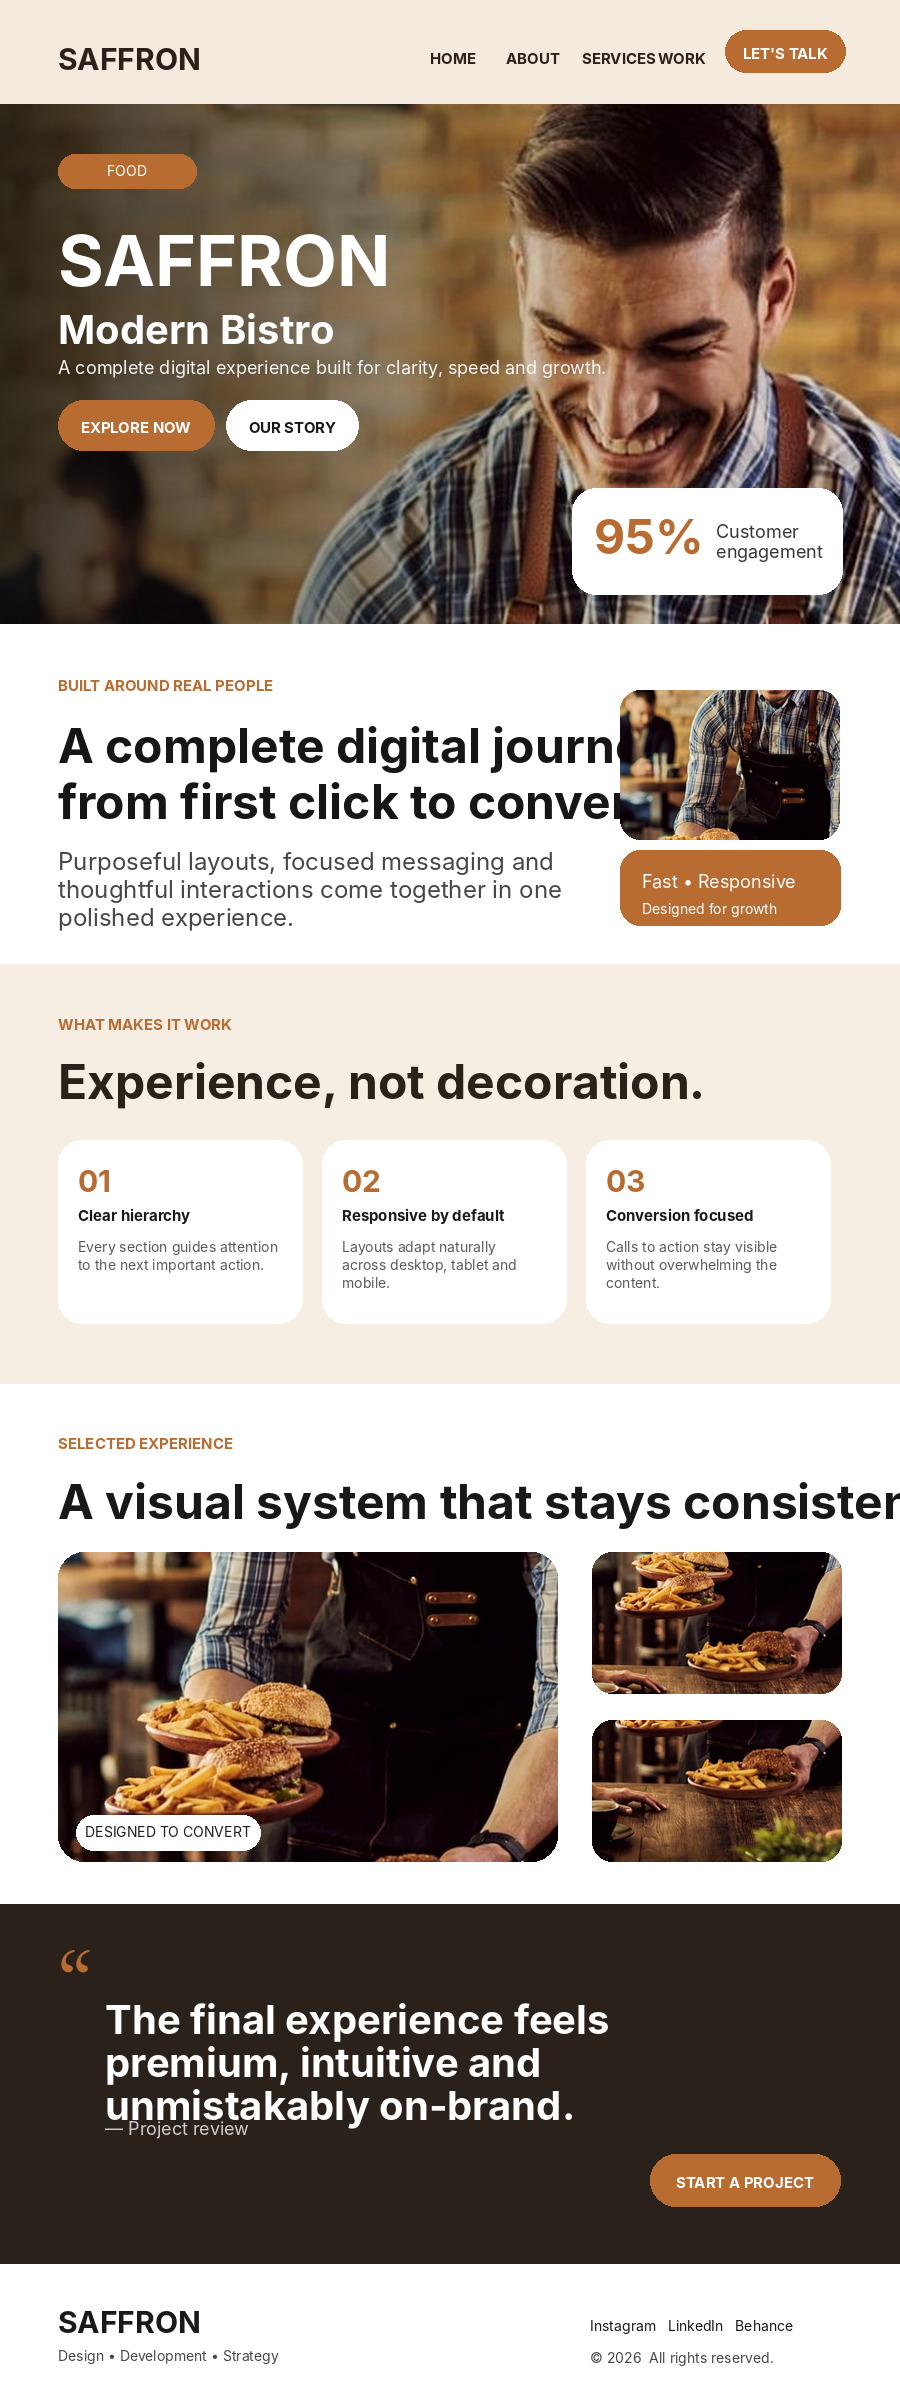 SAFFRON
HOME ABOUT SERVICES WORK LET'S TALK
FOOD
SAFFRON
Modern Bistro
A complete digital experience built for clarity, speed and growth.
EXPLORE NOW OUR STORY
95% Customer
engagement
BUILT AROUND REAL PEOPLE
A complete digital
from first click to
Purposeful layouts, focused messaging and
thoughtful interactions come together in one
polished experience.
Fast • Responsive
Designed for growth
WHAT MAKES IT WORK
Experience, not decoration.
01
Clear hierarchy
Every section guides attention
to the next important action.
02
Responsive by default
Layouts adapt naturally
across desktop, tablet and
mobile.
03
Conversion focused
Calls to action stay visible
without overwhelming the
content.
SELECTED EXPERIENCE
A visual system that stays
DESIGNED TO CONVERT
“
The final experience feels
premium, intuitive and
unmistakably on-brand.
— Project review
START A PROJECT
SAFFRON
Design • Development • Strategy
Instagram LinkedIn Behance
© 2026 All rights reserved.